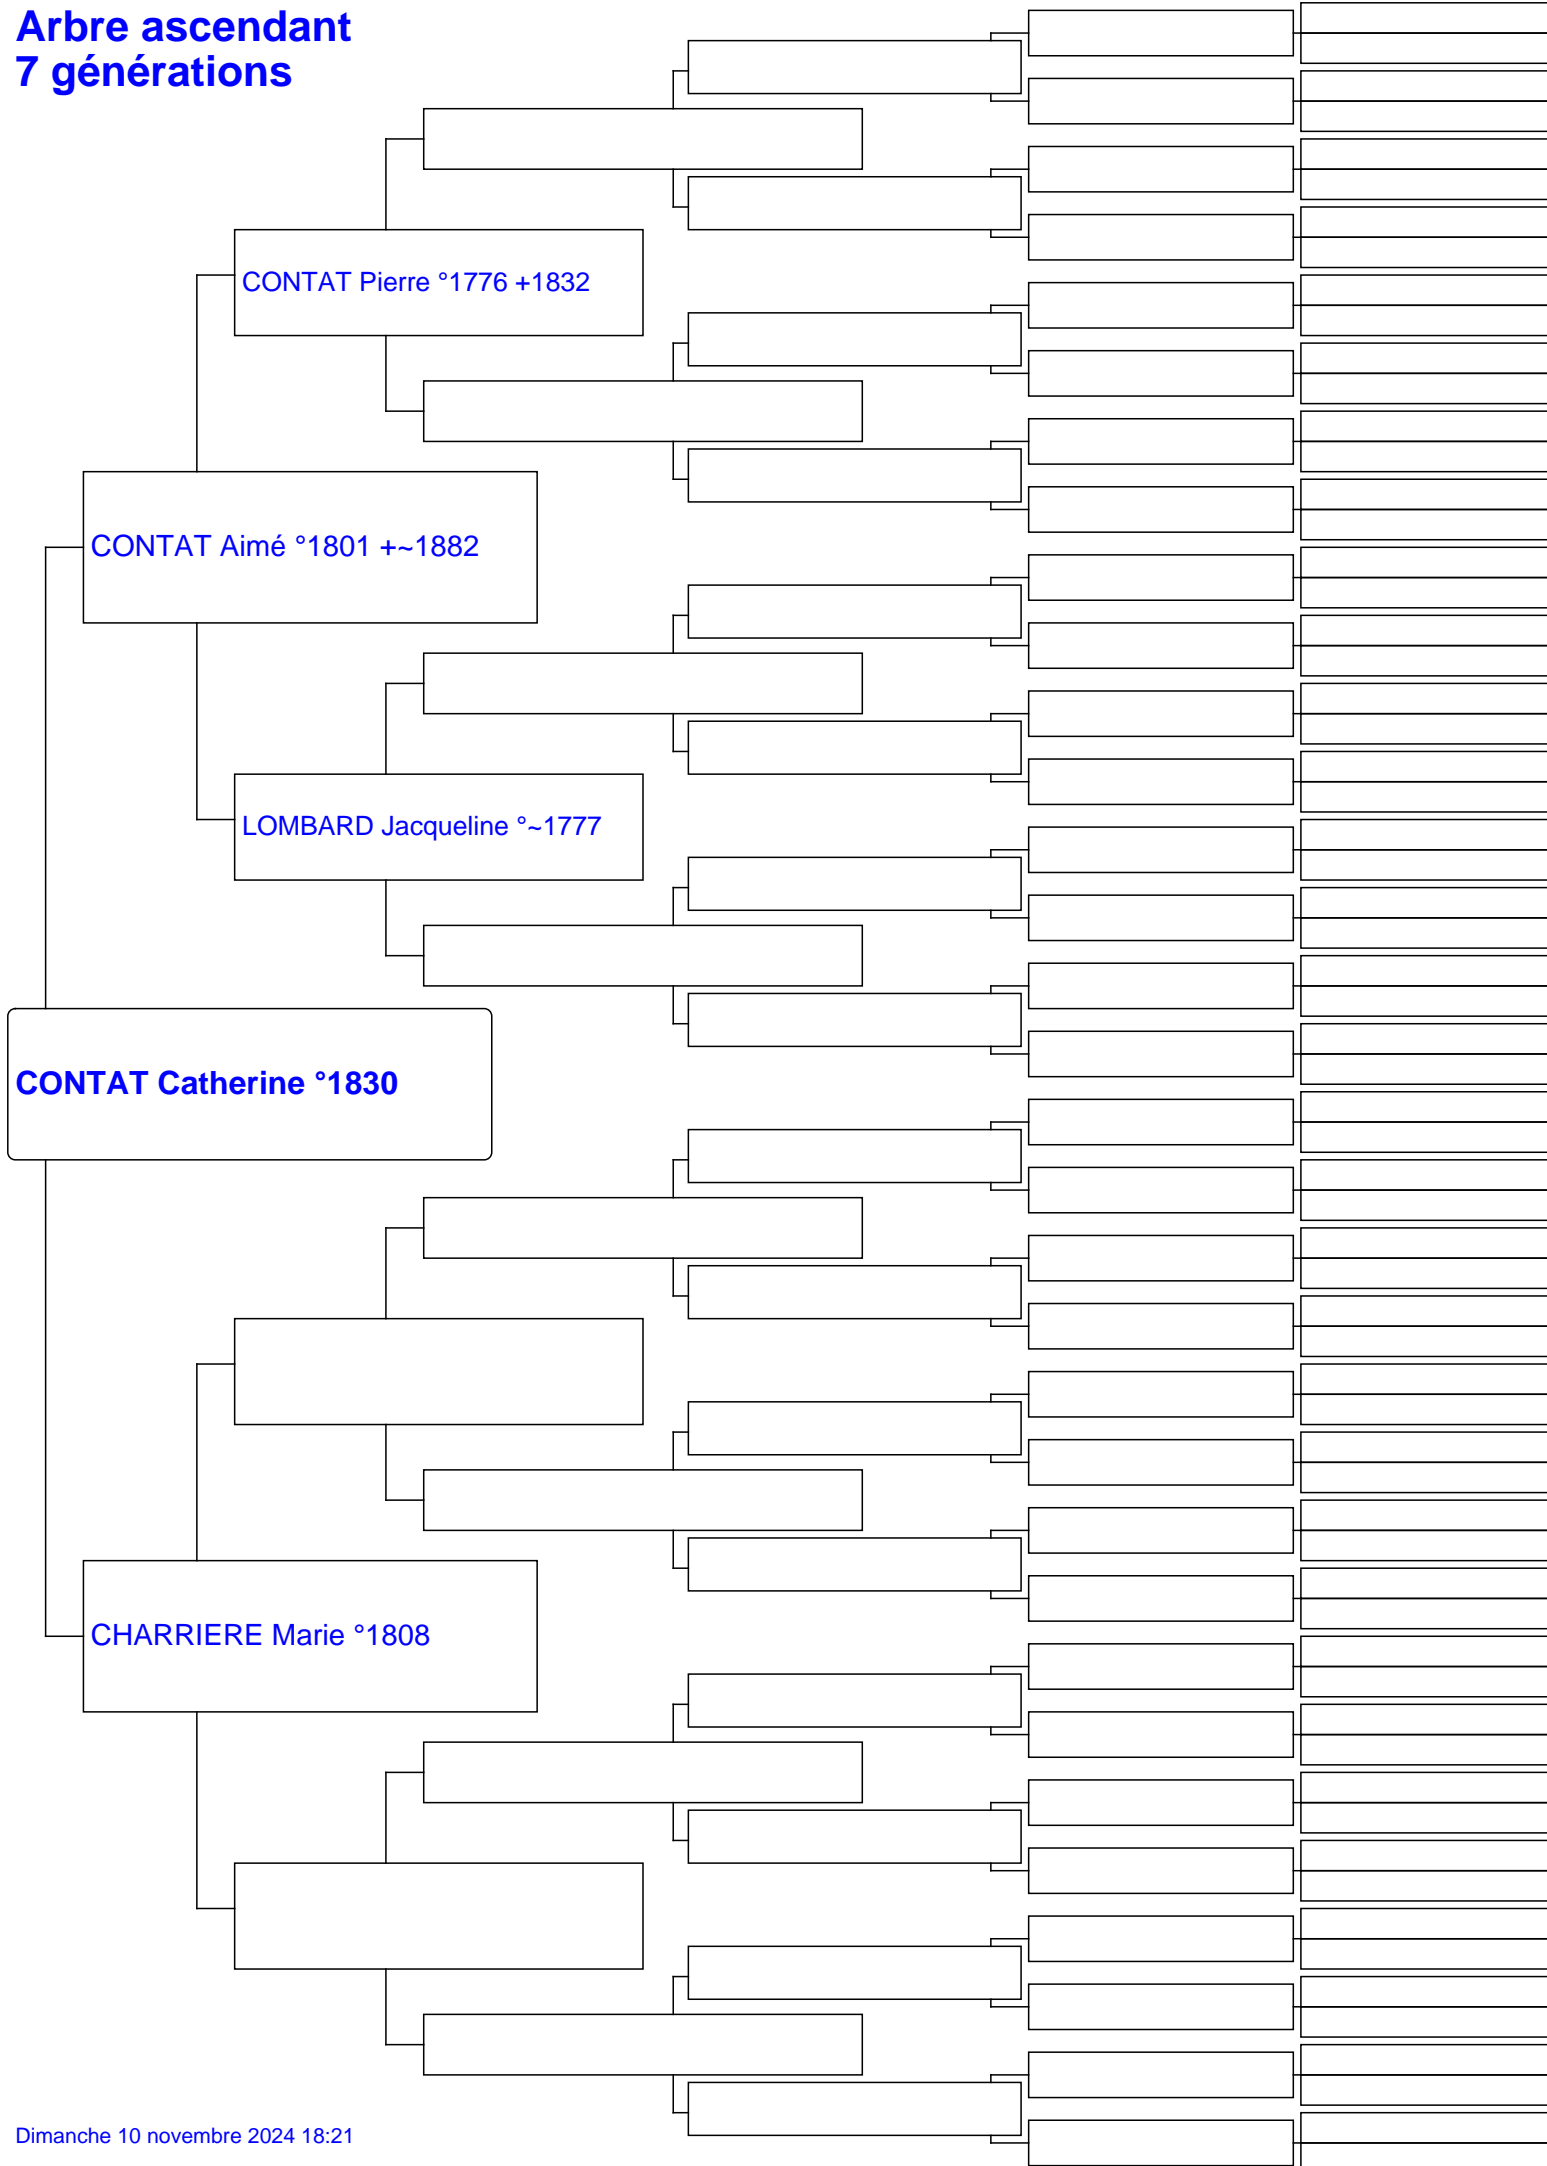 Arbre ascendant
7 générations
CONTAT Pierre °1776 +1832
CONTAT Aimé °1801 +~1882
LOMBARD Jacqueline °~1777
CONTAT Catherine °1830
CHARRIERE Marie °1808
Dimanche 10 novembre 2024 18:21